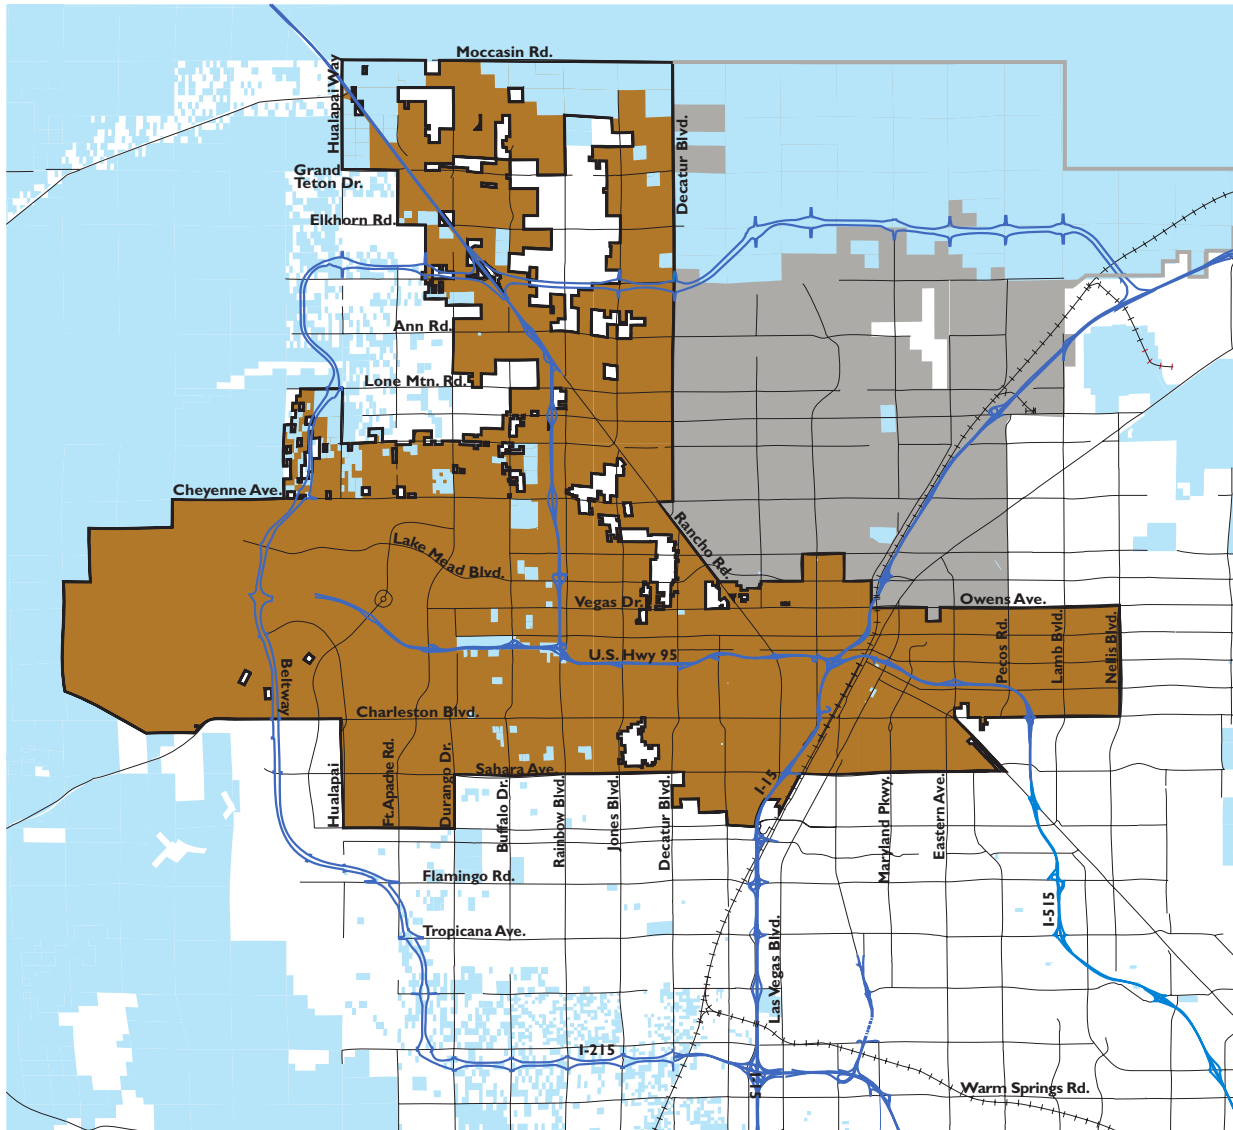 Moccasin Rd.
Hualapai Way
Decatur Blvd.
Grand
Teton Dr.
Elkhorn Rd.
Ann Rd.
Lone Mtn. Rd.
Cheyenne Ave.
Rancho Rd.
Lake Mead Blvd.
Vegas Dr.
Owens Ave.
U.S. Hwy 95
Pecos Rd.
Lamb Bvld.
Nellis Blvd.
Beltway
Charleston Blvd.
Hualapai
Ft.Apache Rd.
Durango Dr.
Sahara Ave.
Buffalo Dr.
Rainbow Blvd.
Jones Blvd.
Decatur Blvd.
I-15
Maryland Pkwy.
Eastern Ave.
Flamingo Rd.
I-515
Tropicana Ave.
Las Vegas Blvd.
I-215
I-15
Warm Springs Rd.